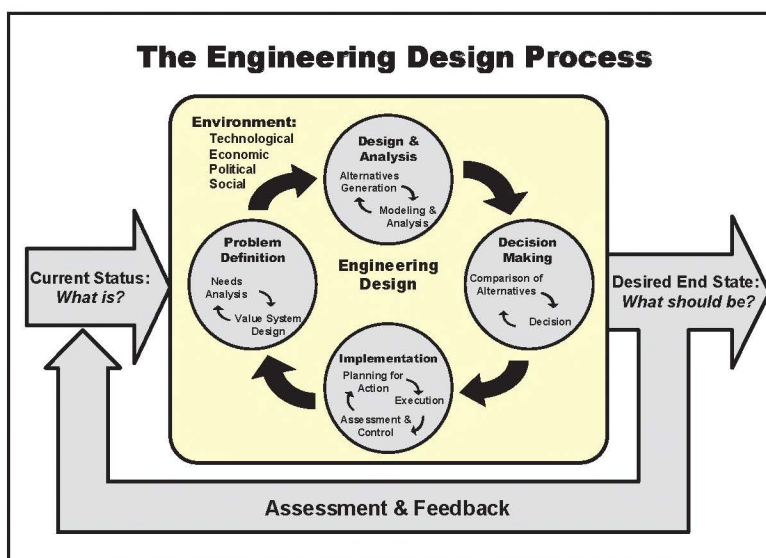 The Engineering Design Process
Environment:
Technological
Economic
Political
Social
Design &
Analysis
Alternatives
Generation
Modeling &
Analysis
Problem
Definition
Needs
Analysis
Value System
Design
Engineering
Design
Decision
Making
Comparison of
Alternatives
Decision
Current Status:
What is?
Desired End State:
What should be?
Implementation
Planning for
Action
Execution
Assessment &
Control
Assessment & Feedback